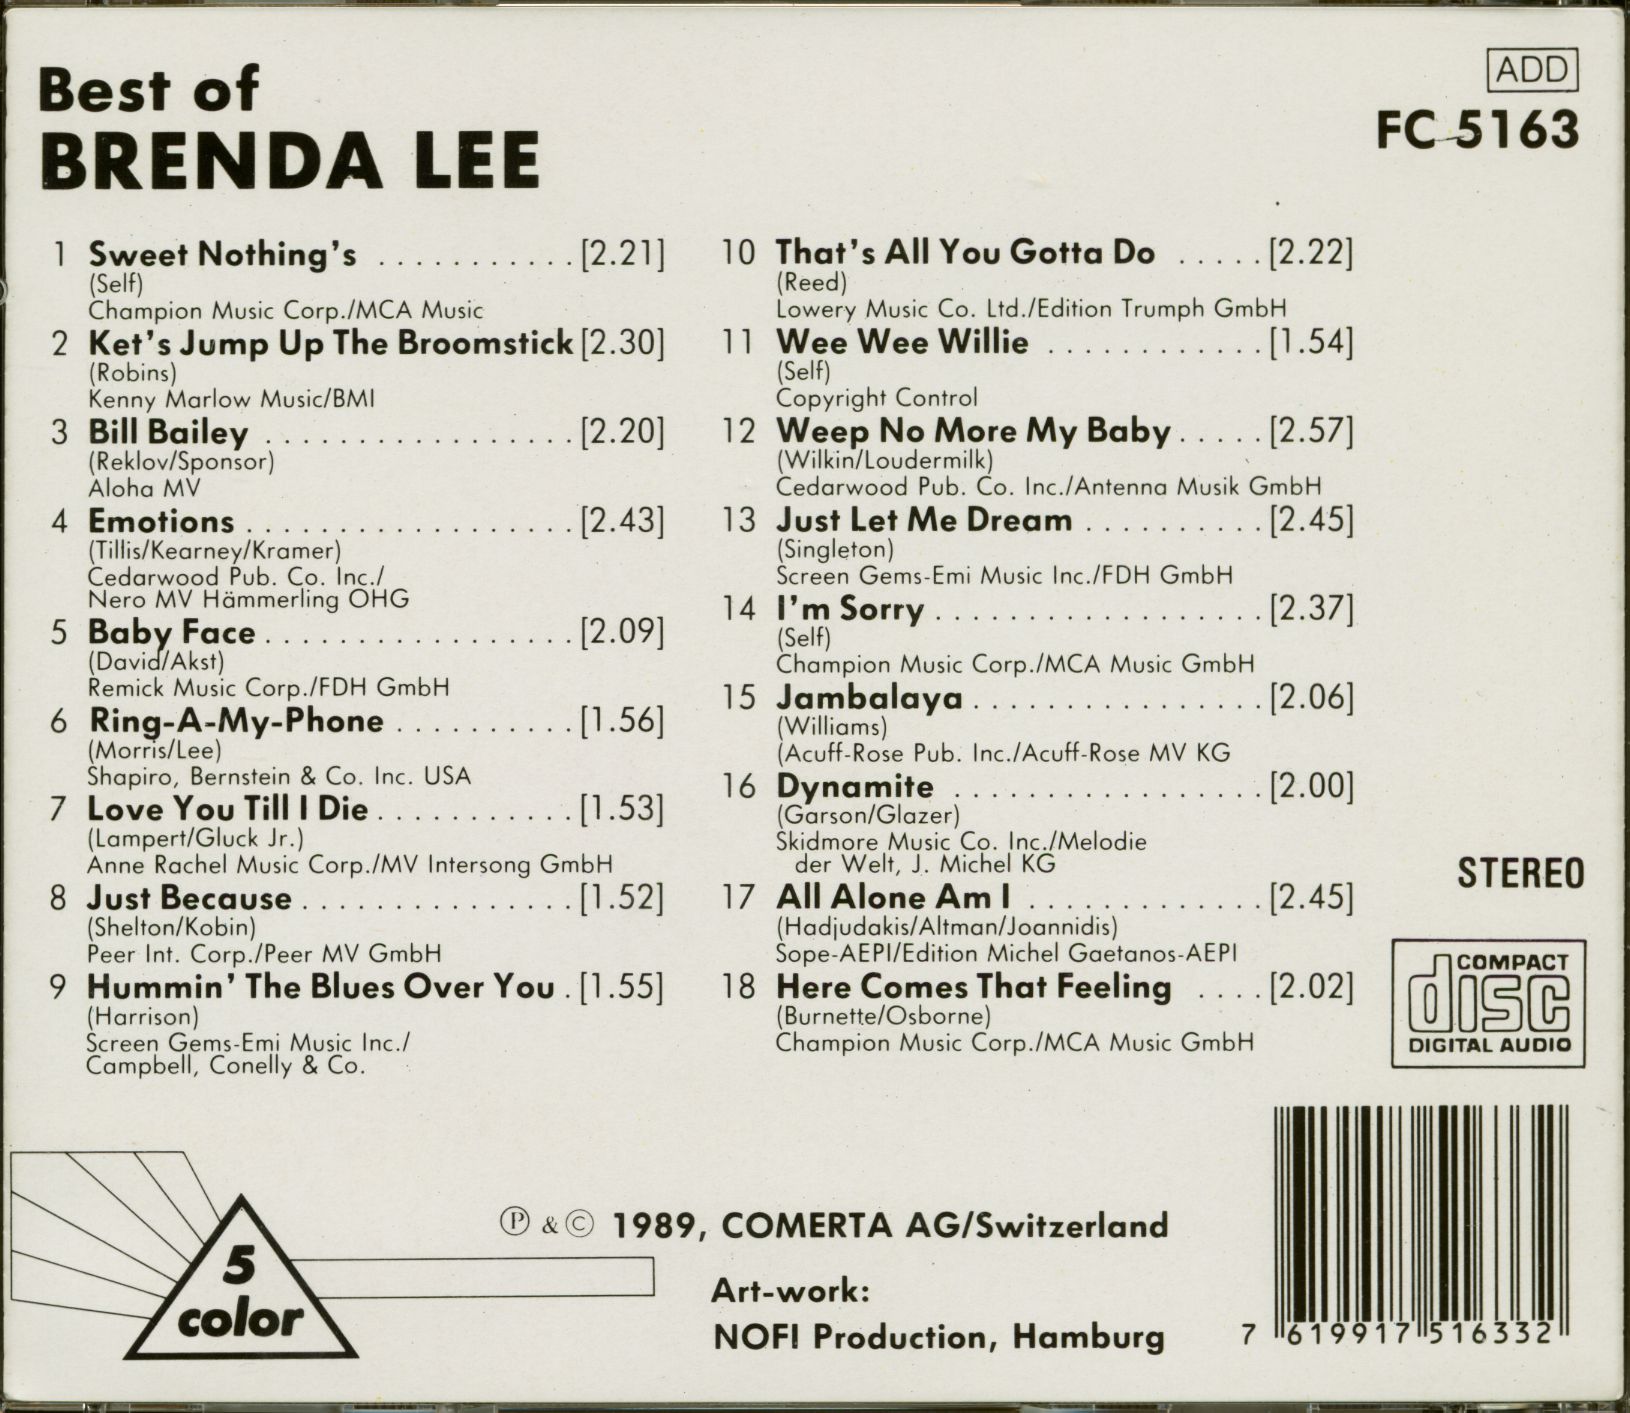 Best of
BRENDA LEE
ADD
FC 5163
1 Sweet Nothing's ........... [2.21]
(Self)
Champion Music Corp./MCA Music
2 Ket's Jump Up The Broomstick [2.30]
(Robins)
Kenny Marlow Music/BMI
3 Bill Bailey ................. [2.20]
(Reklov/Sponsor)
Aloha MV
4 Emotions .................. [2.43]
(Tillis/Kearney/Kramer)
Cedarwood Pub. Co. Inc./
Nero MV Hämmerling OHG
5 Baby Face ................. [2.09]
(David/Akst)
Remick Music Corp./FDH GmbH
6 Ring-A-My-Phone .......... [1.56]
(Morris/Lee)
Shapiro, Bernstein & Co. Inc. USA
7 Love You Till I Die ........... [1.53]
(Lampert/Gluck Jr.)
Anne Rachel Music Corp./MV Intersong GmbH
8 Just Because ............... [1.52]
(Shelton/Kobin)
Peer Int. Corp./Peer MV GmbH
9 Hummin' The Blues Over You . [1.55]
(Harrison)
Screen Gems-Emi Music Inc./
Campbell, Conelly & Co.
10 That's All You Gotta Do ..... [2.22]
(Reed)
Lowery Music Co. Ltd./Edition Trumph GmbH
11 Wee Wee Willie ............ [1.54]
(Self)
Copyright Control
12 Weep No More My Baby ..... [2.57]
(Wilkin/Loudermilk)
Cedarwood Pub. Co. Inc./Antenna Musik GmbH
13 Just Let Me Dream .......... [2.45]
(Singleton)
Screen Gems-Emi Music Inc./FDH GmbH
14 I'm Sorry .................. [2.37]
(Self)
Champion Music Corp./MCA Music GmbH
15 Jambalaya ................ [2.06]
(Williams)
(Acuff-Rose Pub. Inc./Acuff-Rose MV KG
16 Dynamite ................. [2.00]
(Garson/Glazer)
Skidmore Music Co. Inc./Melodie
der Welt, J. Michel KG
17 All Alone Am I ............. [2.45]
(Hadjudakis/Altman/Joannidis)
Sope-AEPI/Edition Michel Gaetanos-AEPI
18 Here Comes That Feeling .... [2.02]
(Burnette/Osborne)
Champion Music Corp./MCA Music GmbH
STEREO
COMPACT
disc
DIGITAL AUDIO
5
color
Ⓟ & © 1989, COMERTA AG/Switzerland
Art-work:
NOFI Production, Hamburg
7 619917 516332